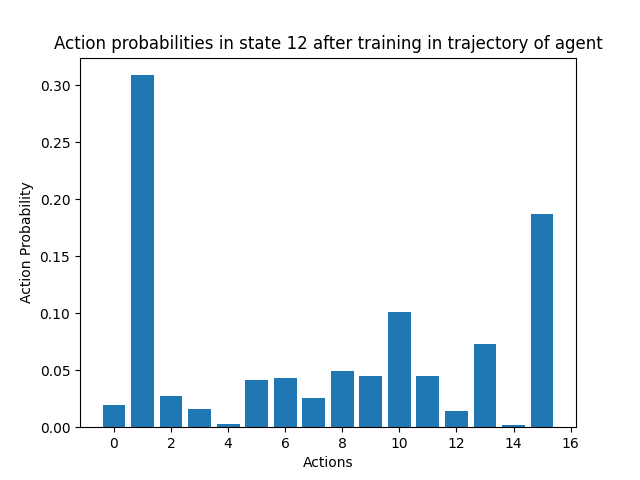 Action probabilities in state 12 after training in trajectory of agent
0.30
0.25
0.20
0.15
0.10
0.05
0.00
Action Probability
0 2 4 6 8 10 12 14 16
Actions